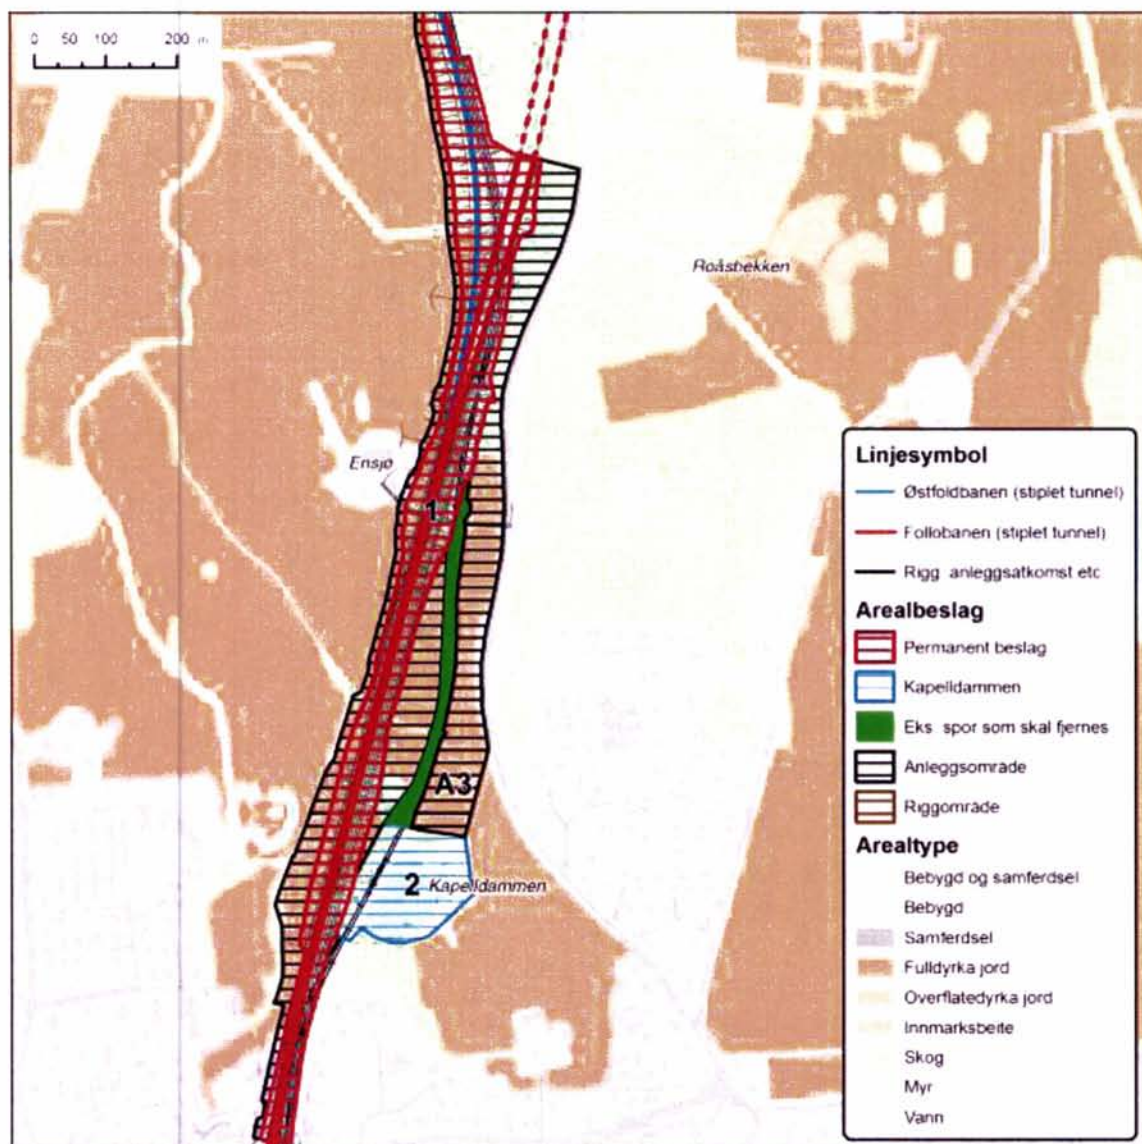 0 50 100 200 m
Roåsbekken
Ensjø
1
A3
2 Kapelldammen
Linjesymbol
Østfoldbanen (stiplet tunnel)
Follobanen (stiplet tunnel)
Rigg anleggsatkomst etc
Arealbeslag
Permanent beslag
Kapelldammen
Eks. spor som skal fjernes
Anleggsområde
Riggområde
Arealtype
Bebygd og samferdsel
Bebygd
Samferdsel
Fulldyrka jord
Overflatedyrka jord
Innmarksbeite
Skog
Myr
Vann